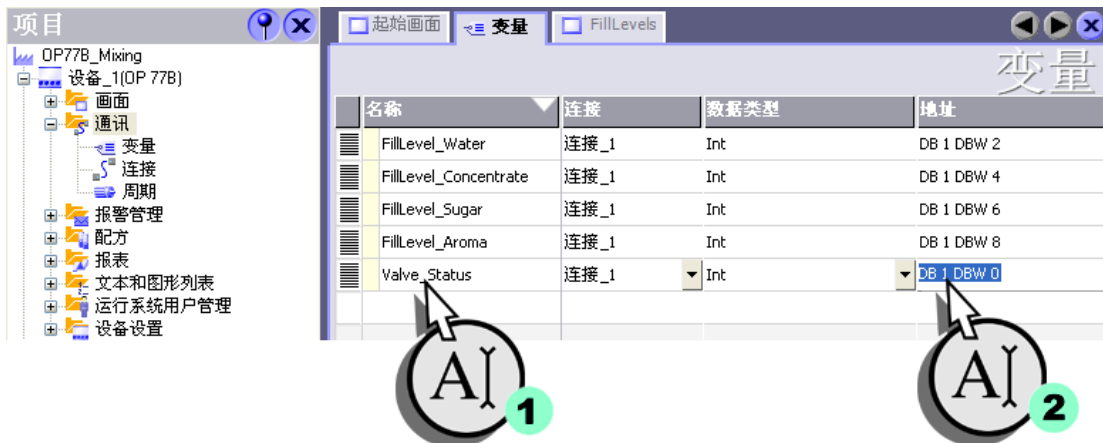 项目
OP77B_Mixing
设备_1(OP 77B)
画面
通讯
变量
连接
周期
报警管理
配方
报表
文本和图形列表
运行系统用户管理
设备设置
起始画面 变量 FillLevels
变量
名称 连接 数据类型 地址
FillLevel_Water 连接_1 Int DB 1 DBW 2
FillLevel_Concentrate 连接_1 Int DB 1 DBW 4
FillLevel_Sugar 连接_1 Int DB 1 DBW 6
FillLevel_Aroma 连接_1 Int DB 1 DBW 8
Valve_Status 连接_1 Int DB 1 DBW 0
A 1 A 2